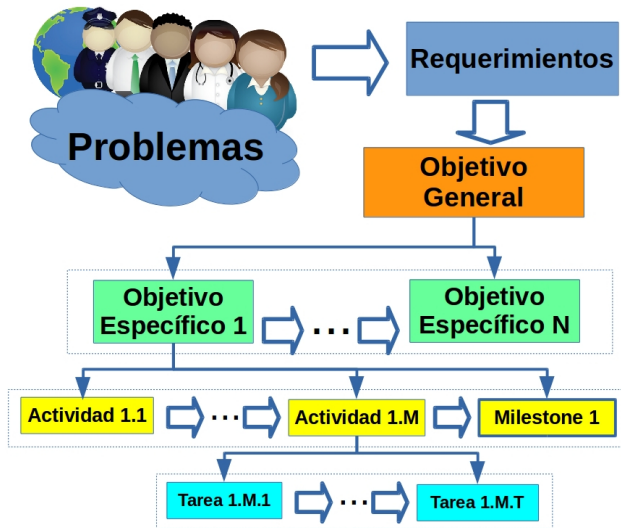 Problemas
Requerimientos
Objetivo
General
Objetivo
Específico 1
...
Objetivo
Específico N
Actividad 1.1
...
Actividad 1.M
Milestone 1
Tarea 1.M.1
...
Tarea 1.M.T